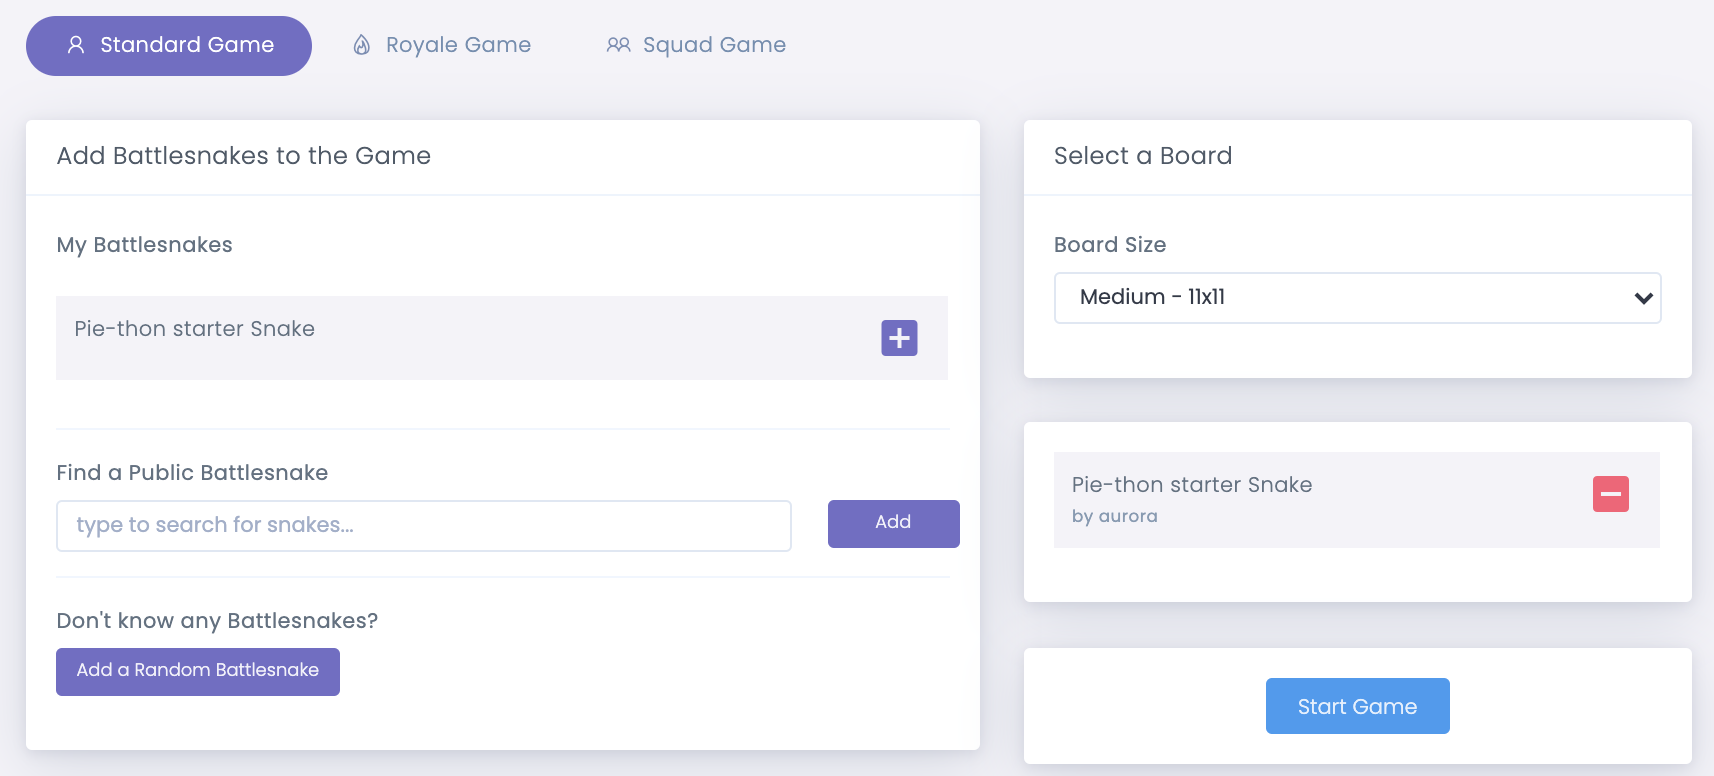 Standard Game
Royale Game
Squad Game
Add Battlesnakes to the Game
My Battlesnakes
Pie-thon starter Snake
Find a Public Battlesnake
type to search for snakes...
Add
Don't know any Battlesnakes?
Add a Random Battlesnake
Select a Board
Board Size
Medium - 11x11
Pie-thon starter Snake
by aurora
Start Game